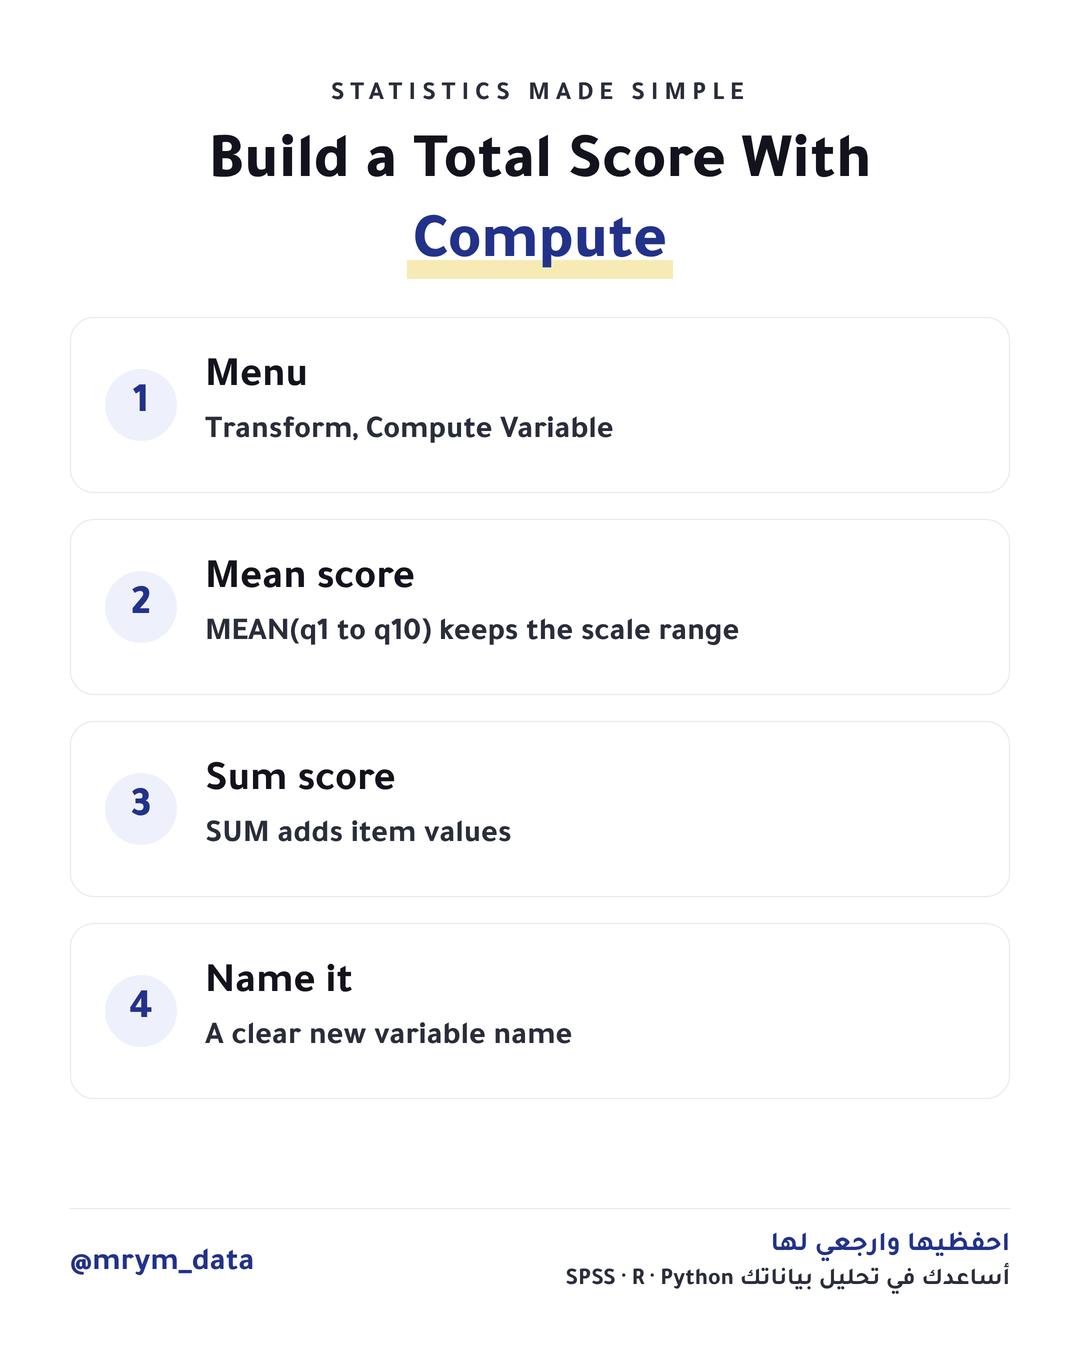 STATISTICS MADE SIMPLE
Build a Total Score With
Compute
1
Menu
Transform, Compute Variable
2
Mean score
MEAN(q1 to q10) keeps the scale range
3
Sum score
SUM adds item values
4
Name it
A clear new variable name
@mrym_data
احفظيها وارجعي لها
أساعدك في تحليل بياناتك SPSS · R · Python